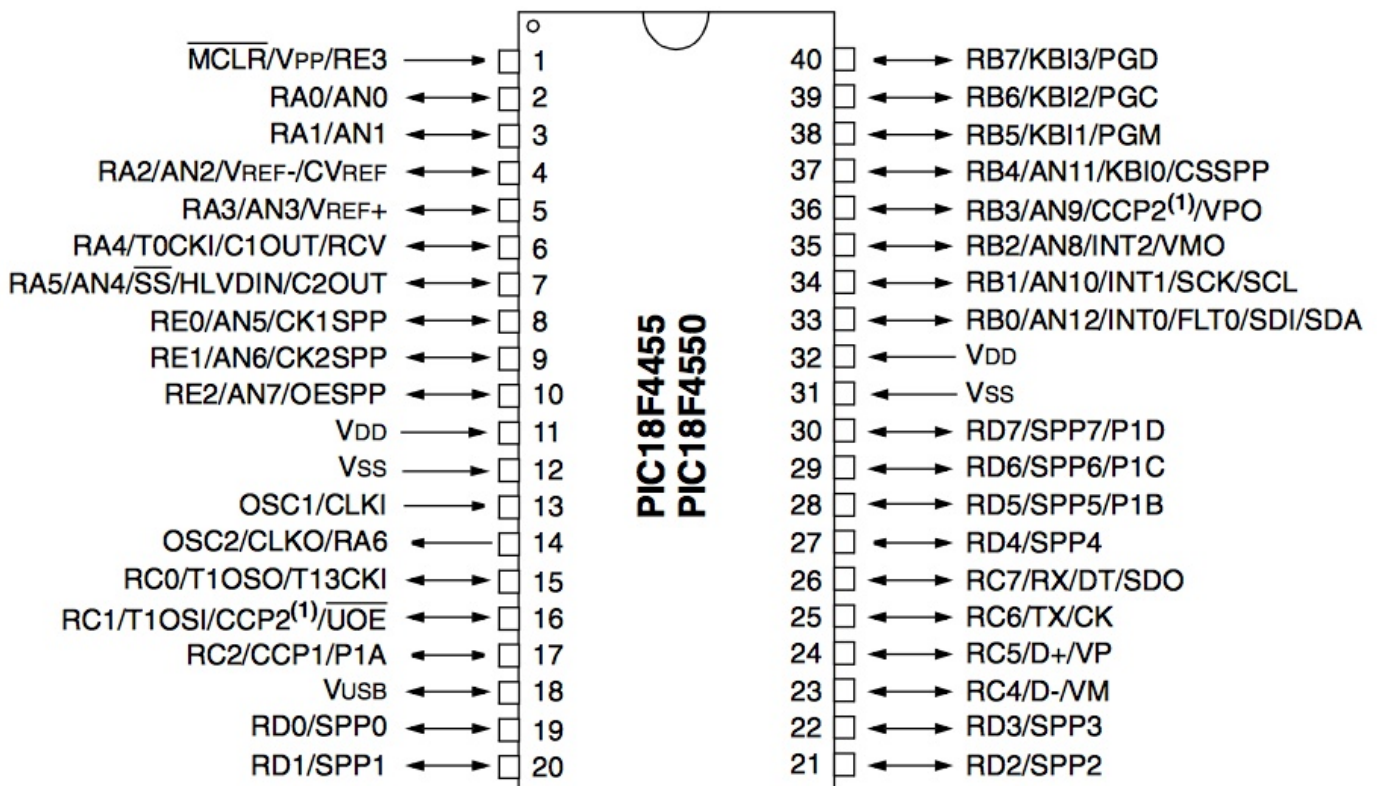 MCLR/VPP/RE3 1
RA0/AN0 2
RA1/AN1 3
RA2/AN2/VREF-/CVREF 4
RA3/AN3/VREF+ 5
RA4/T0CKI/C1OUT/RCV 6
RA5/AN4/SS/HLVDIN/C2OUT 7
RE0/AN5/CK1SPP 8
RE1/AN6/CK2SPP 9
RE2/AN7/OESPP 10
VDD 11
VSS 12
OSC1/CLKI 13
OSC2/CLKO/RA6 14
RC0/T1OSO/T13CKI 15
RC1/T1OSI/CCP2(1)/UOE 16
RC2/CCP1/P1A 17
VUSB 18
RD0/SPP0 19
RD1/SPP1 20
PIC18F4455
PIC18F4550
40 RB7/KBI3/PGD
39 RB6/KBI2/PGC
38 RB5/KBI1/PGM
37 RB4/AN11/KBI0/CSSPP
36 RB3/AN9/CCP2(1)/VPO
35 RB2/AN8/INT2/VMO
34 RB1/AN10/INT1/SCK/SCL
33 RB0/AN12/INT0/FLT0/SDI/SDA
32 VDD
31 VSS
30 RD7/SPP7/P1D
29 RD6/SPP6/P1C
28 RD5/SPP5/P1B
27 RD4/SPP4
26 RC7/RX/DT/SDO
25 RC6/TX/CK
24 RC5/D+/VP
23 RC4/D-/VM
22 RD3/SPP3
21 RD2/SPP2